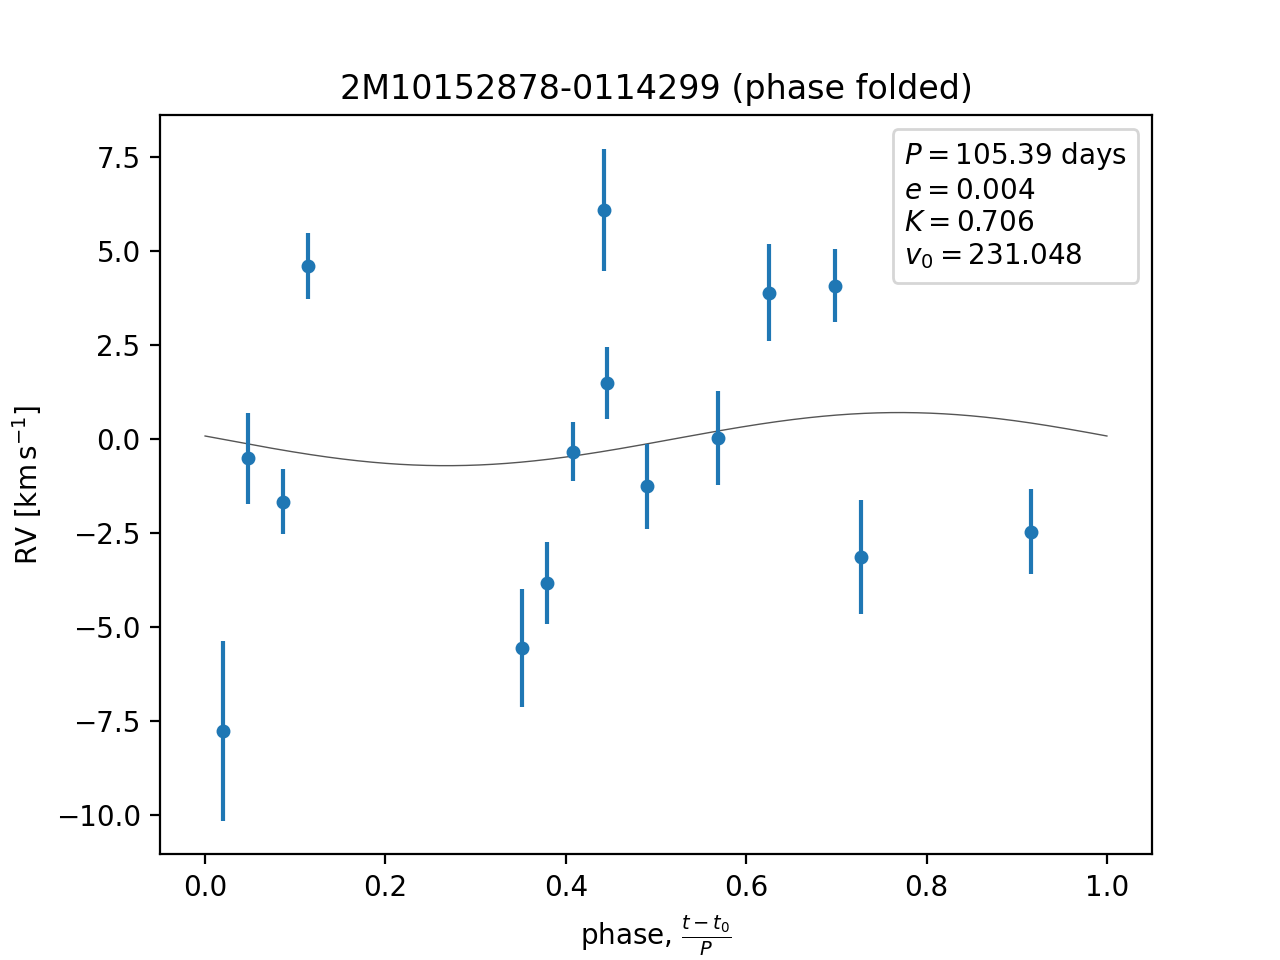 2M10152878-0114299 (phase folded)
P = 105.39 days
e = 0.004
K = 0.706
v₀ = 231.048
7.5
5.0
2.5
0.0
−2.5
−5.0
−7.5
−10.0
RV [km s⁻¹]
0.0 0.2 0.4 0.6 0.8 1.0
phase, (t − t₀)/P